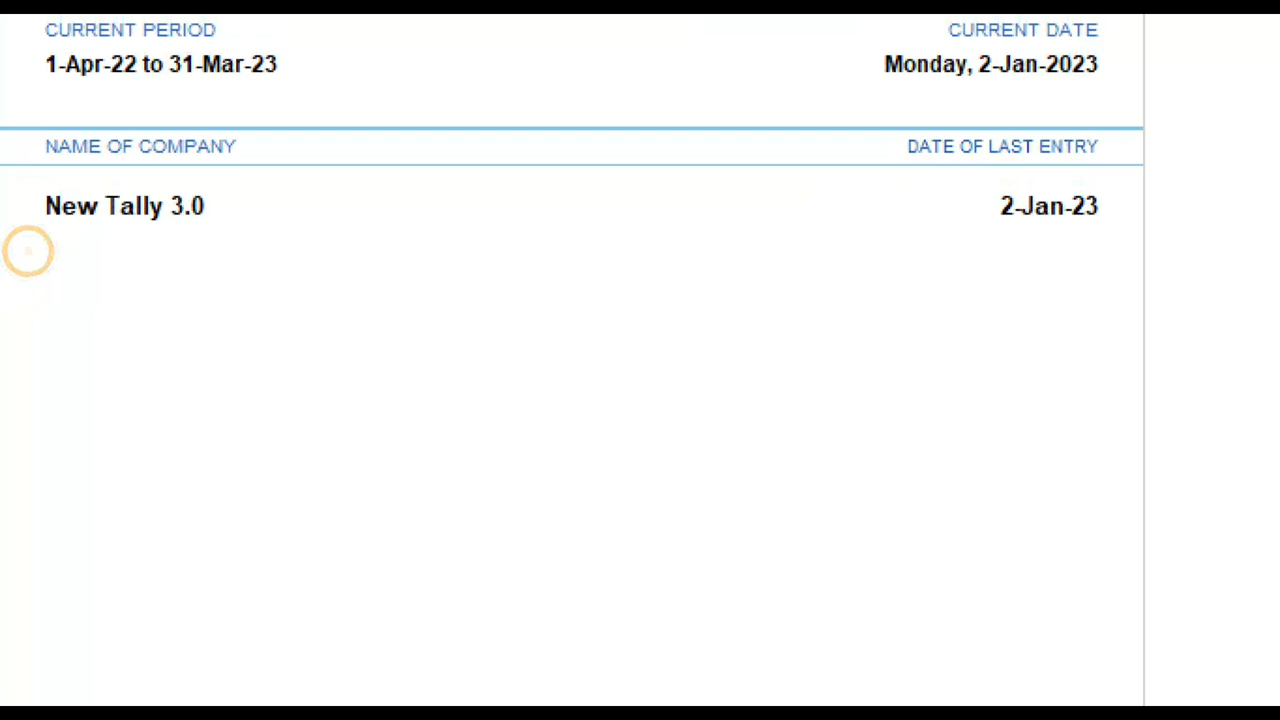 CURRENT PERIOD CURRENT DATE
1-Apr-22 to 31-Mar-23 Monday, 2-Jan-2023
NAME OF COMPANY DATE OF LAST ENTRY
New Tally 3.0 2-Jan-23